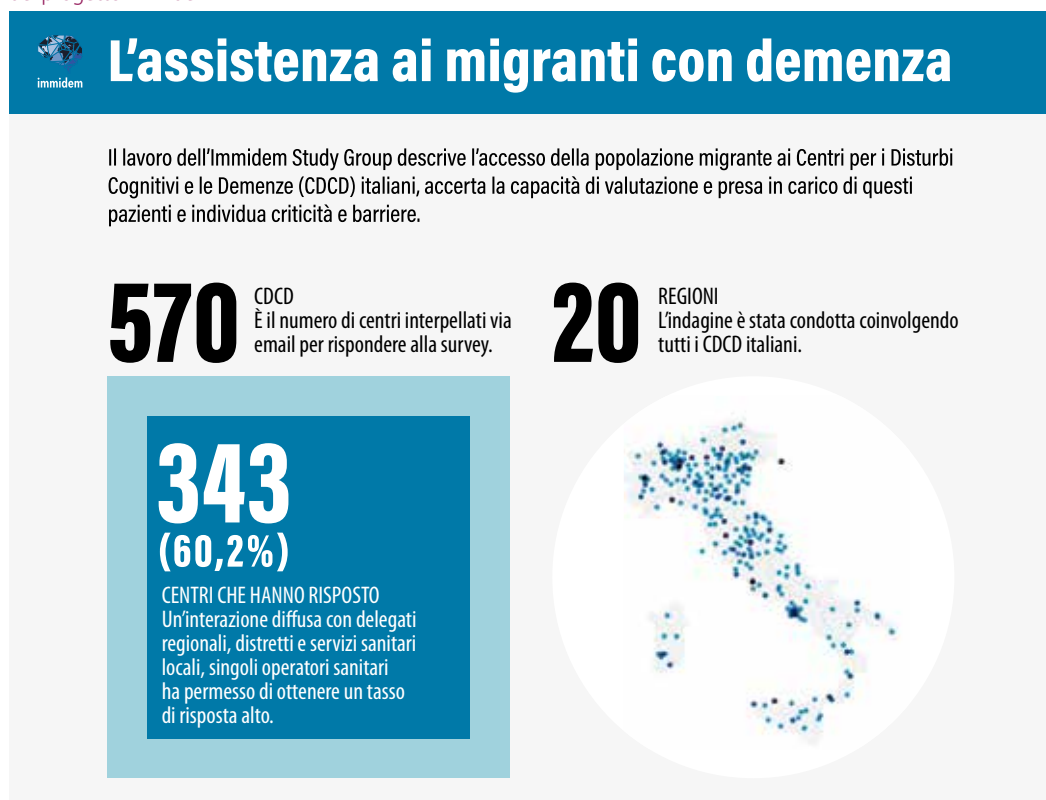 immidem
L’assistenza ai migranti con demenza
Il lavoro dell’Immidem Study Group descrive l’accesso della popolazione migrante ai Centri per i Disturbi
Cognitivi e le Demenze (CDCD) italiani, accerta la capacità di valutazione e presa in carico di questi
pazienti e individua criticità e barriere.
570
CDCD
È il numero di centri interpellati via
email per rispondere alla survey.
20
REGIONI
L’indagine è stata condotta coinvolgendo
tutti i CDCD italiani.
343
(60,2%)
CENTRI CHE HANNO RISPOSTO
Un’interazione diffusa con delegati
regionali, distretti e servizi sanitari
locali, singoli operatori sanitari
ha permesso di ottenere un tasso
di risposta alto.